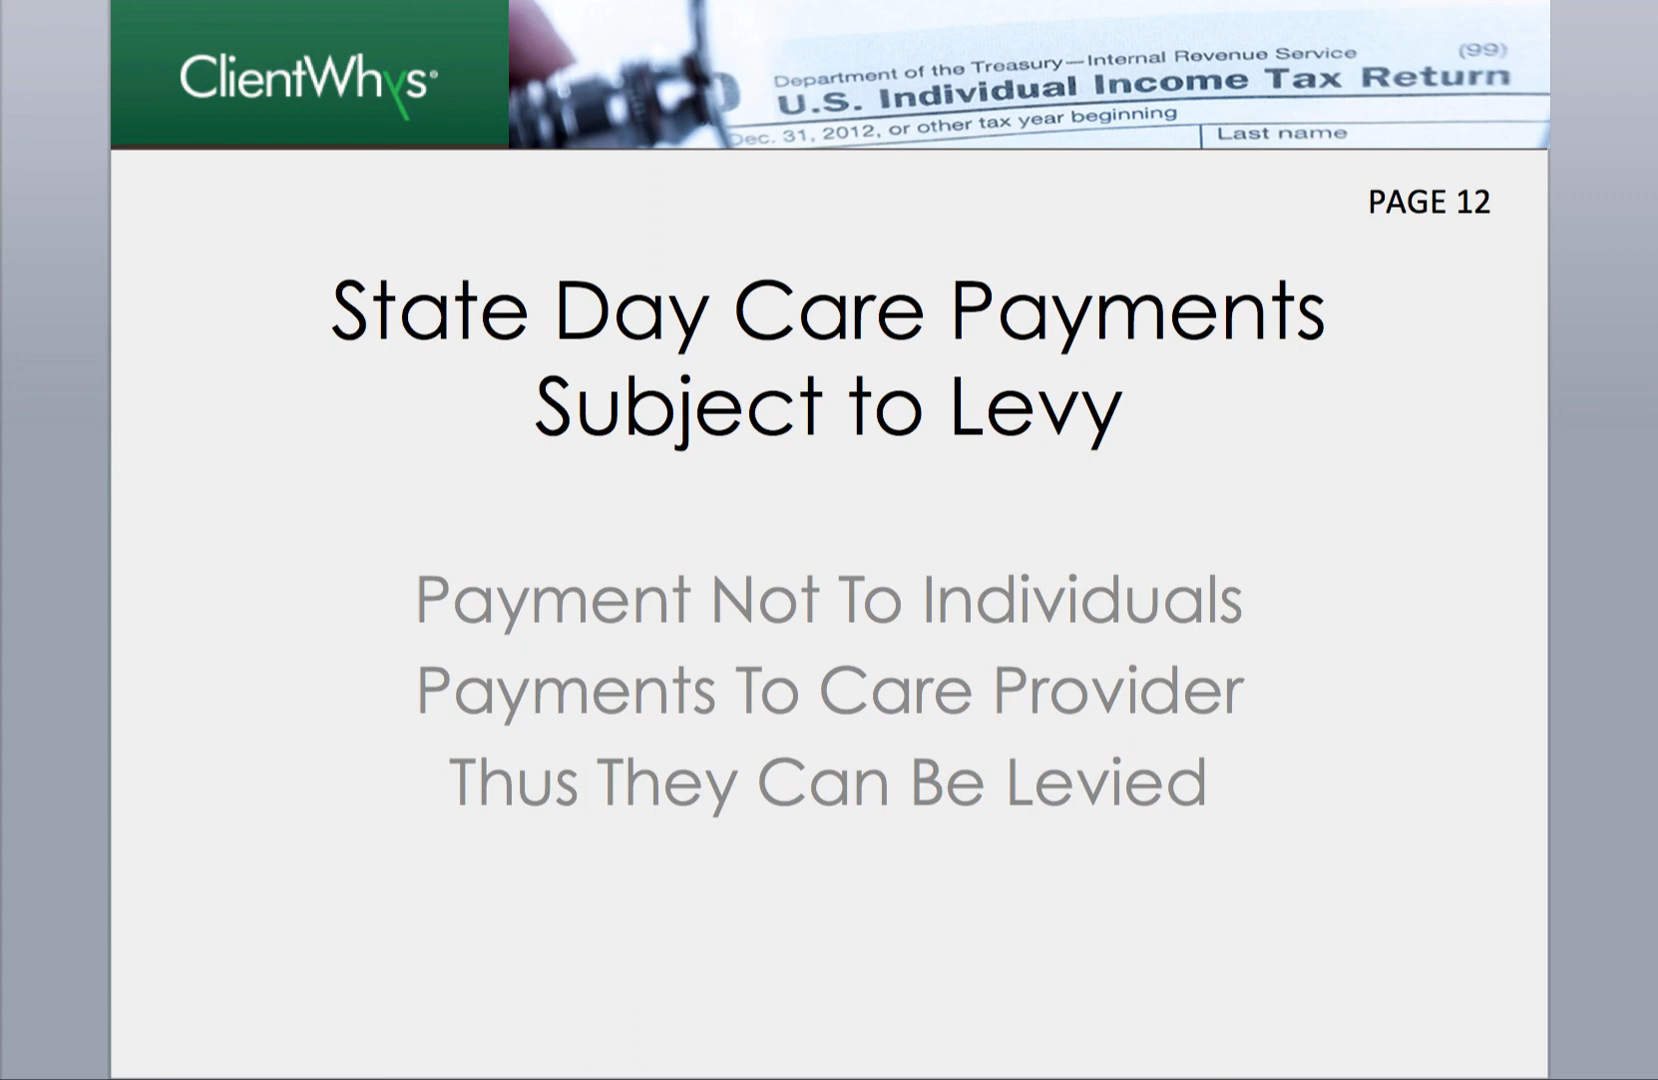 ClientWhys
Department of the Treasury—Internal Revenue Service (99)
U.S. Individual Income Tax Return
Dec. 31, 2012, or other tax year beginning
Last name
PAGE 12
State Day Care Payments
Subject to Levy
Payment Not To Individuals
Payments To Care Provider
Thus They Can Be Levied